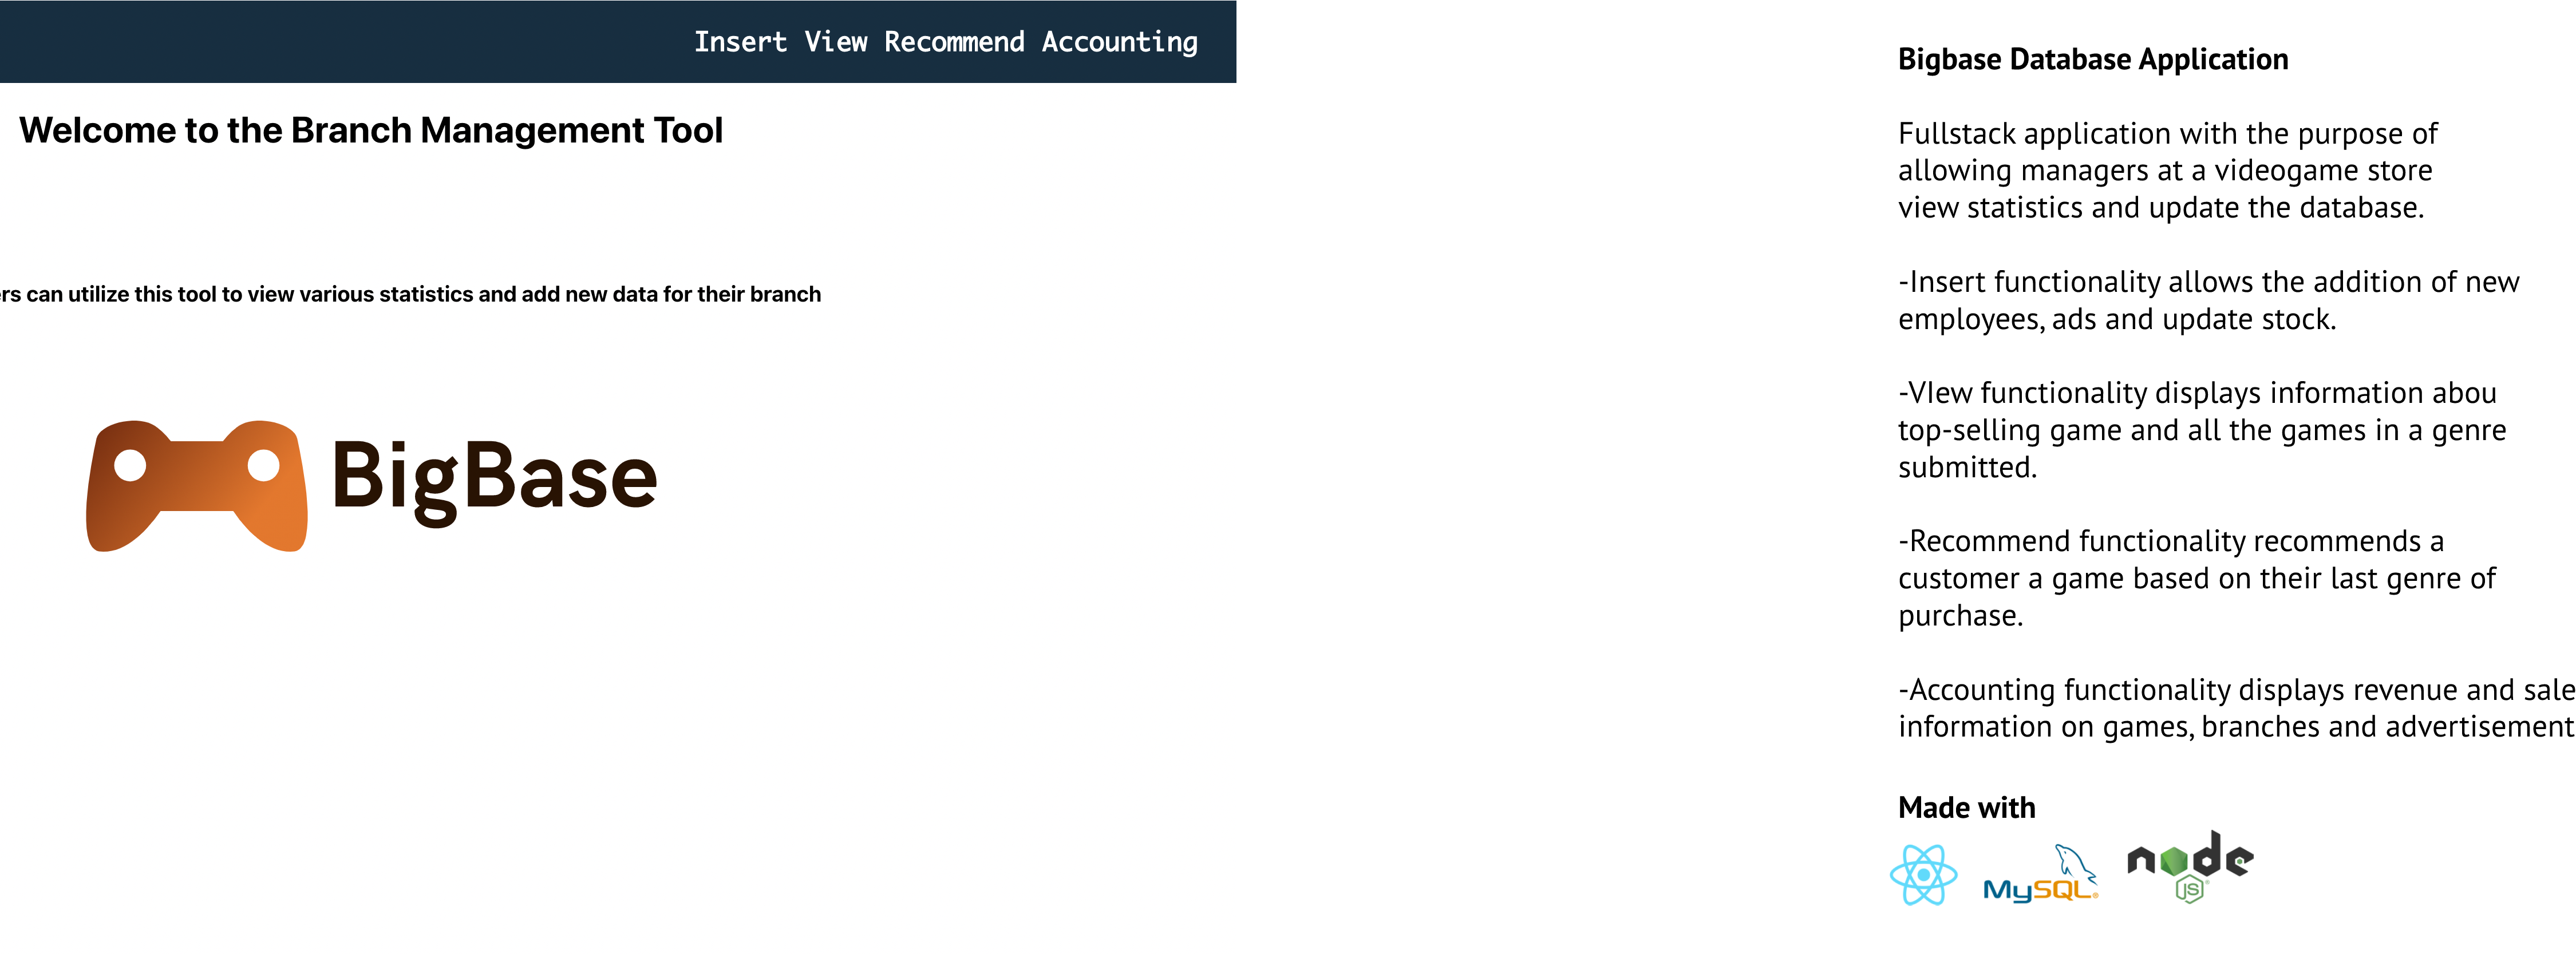 Insert View Recommend Accounting
Welcome to the Branch Management Tool
can utilize this tool to view various statistics and add new data for their branch
BigBase
Bigbase Database Application
Fullstack application with the purpose of
allowing managers at a videogame store
view statistics and update the database.
-Insert functionality allows the addition of new
employees, ads and update stock.
-VIew functionality displays information abou
top-selling game and all the games in a genre
submitted.
-Recommend functionality recommends a
customer a game based on their last genre of
purchase.
-Accounting functionality displays revenue and sale
information on games, branches and advertisement
Made with
MySQL®
node
JS